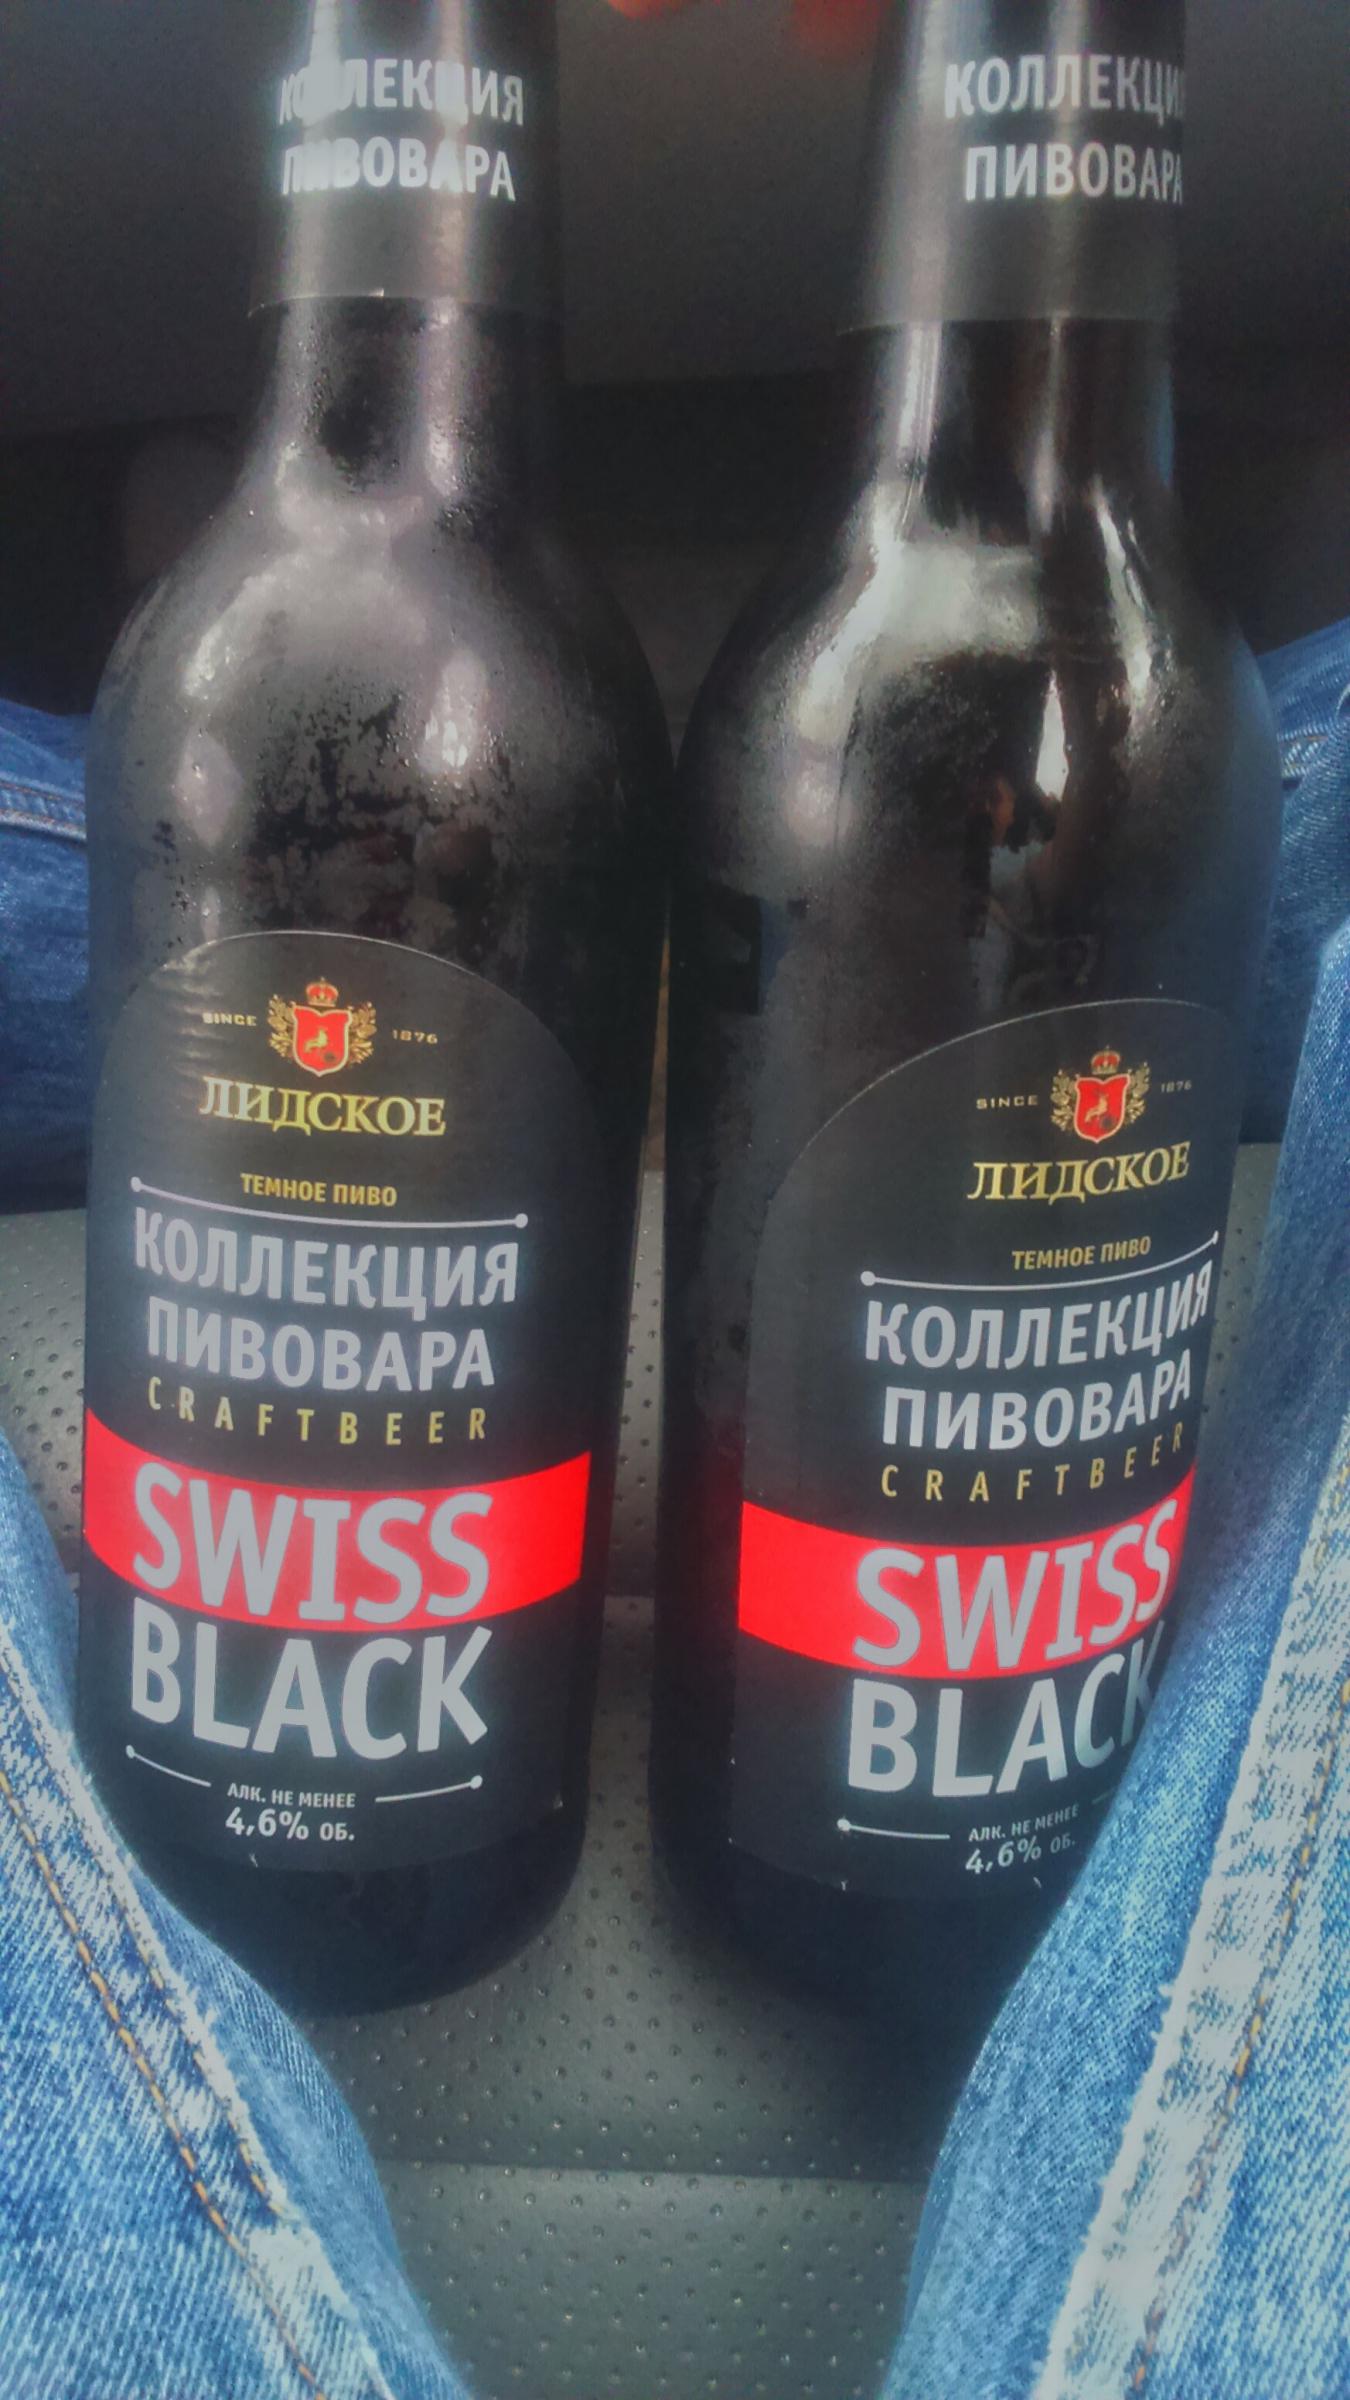 КОЛЛЕКЦИЯ
ПИВОВАРА
SINCE 1876
ЛИДСКОЕ
ТЕМНОЕ ПИВО
КОЛЛЕКЦИЯ
ПИВОВАРА
CRAFTBEER
SWISS
BLACK
АЛК. НЕ МЕНЕЕ
4,6% ОБ.
КОЛЛЕКЦИ
ПИВОВАРА
SINCE 1876
ЛИДСКОЕ
ТЕМНОЕ ПИВО
КОЛЛЕКЦИЯ
ПИВОВАРА
CRAFTBEER
SWISS
BLACK
АЛК. НЕ МЕНЕЕ
4,6% ОБ.